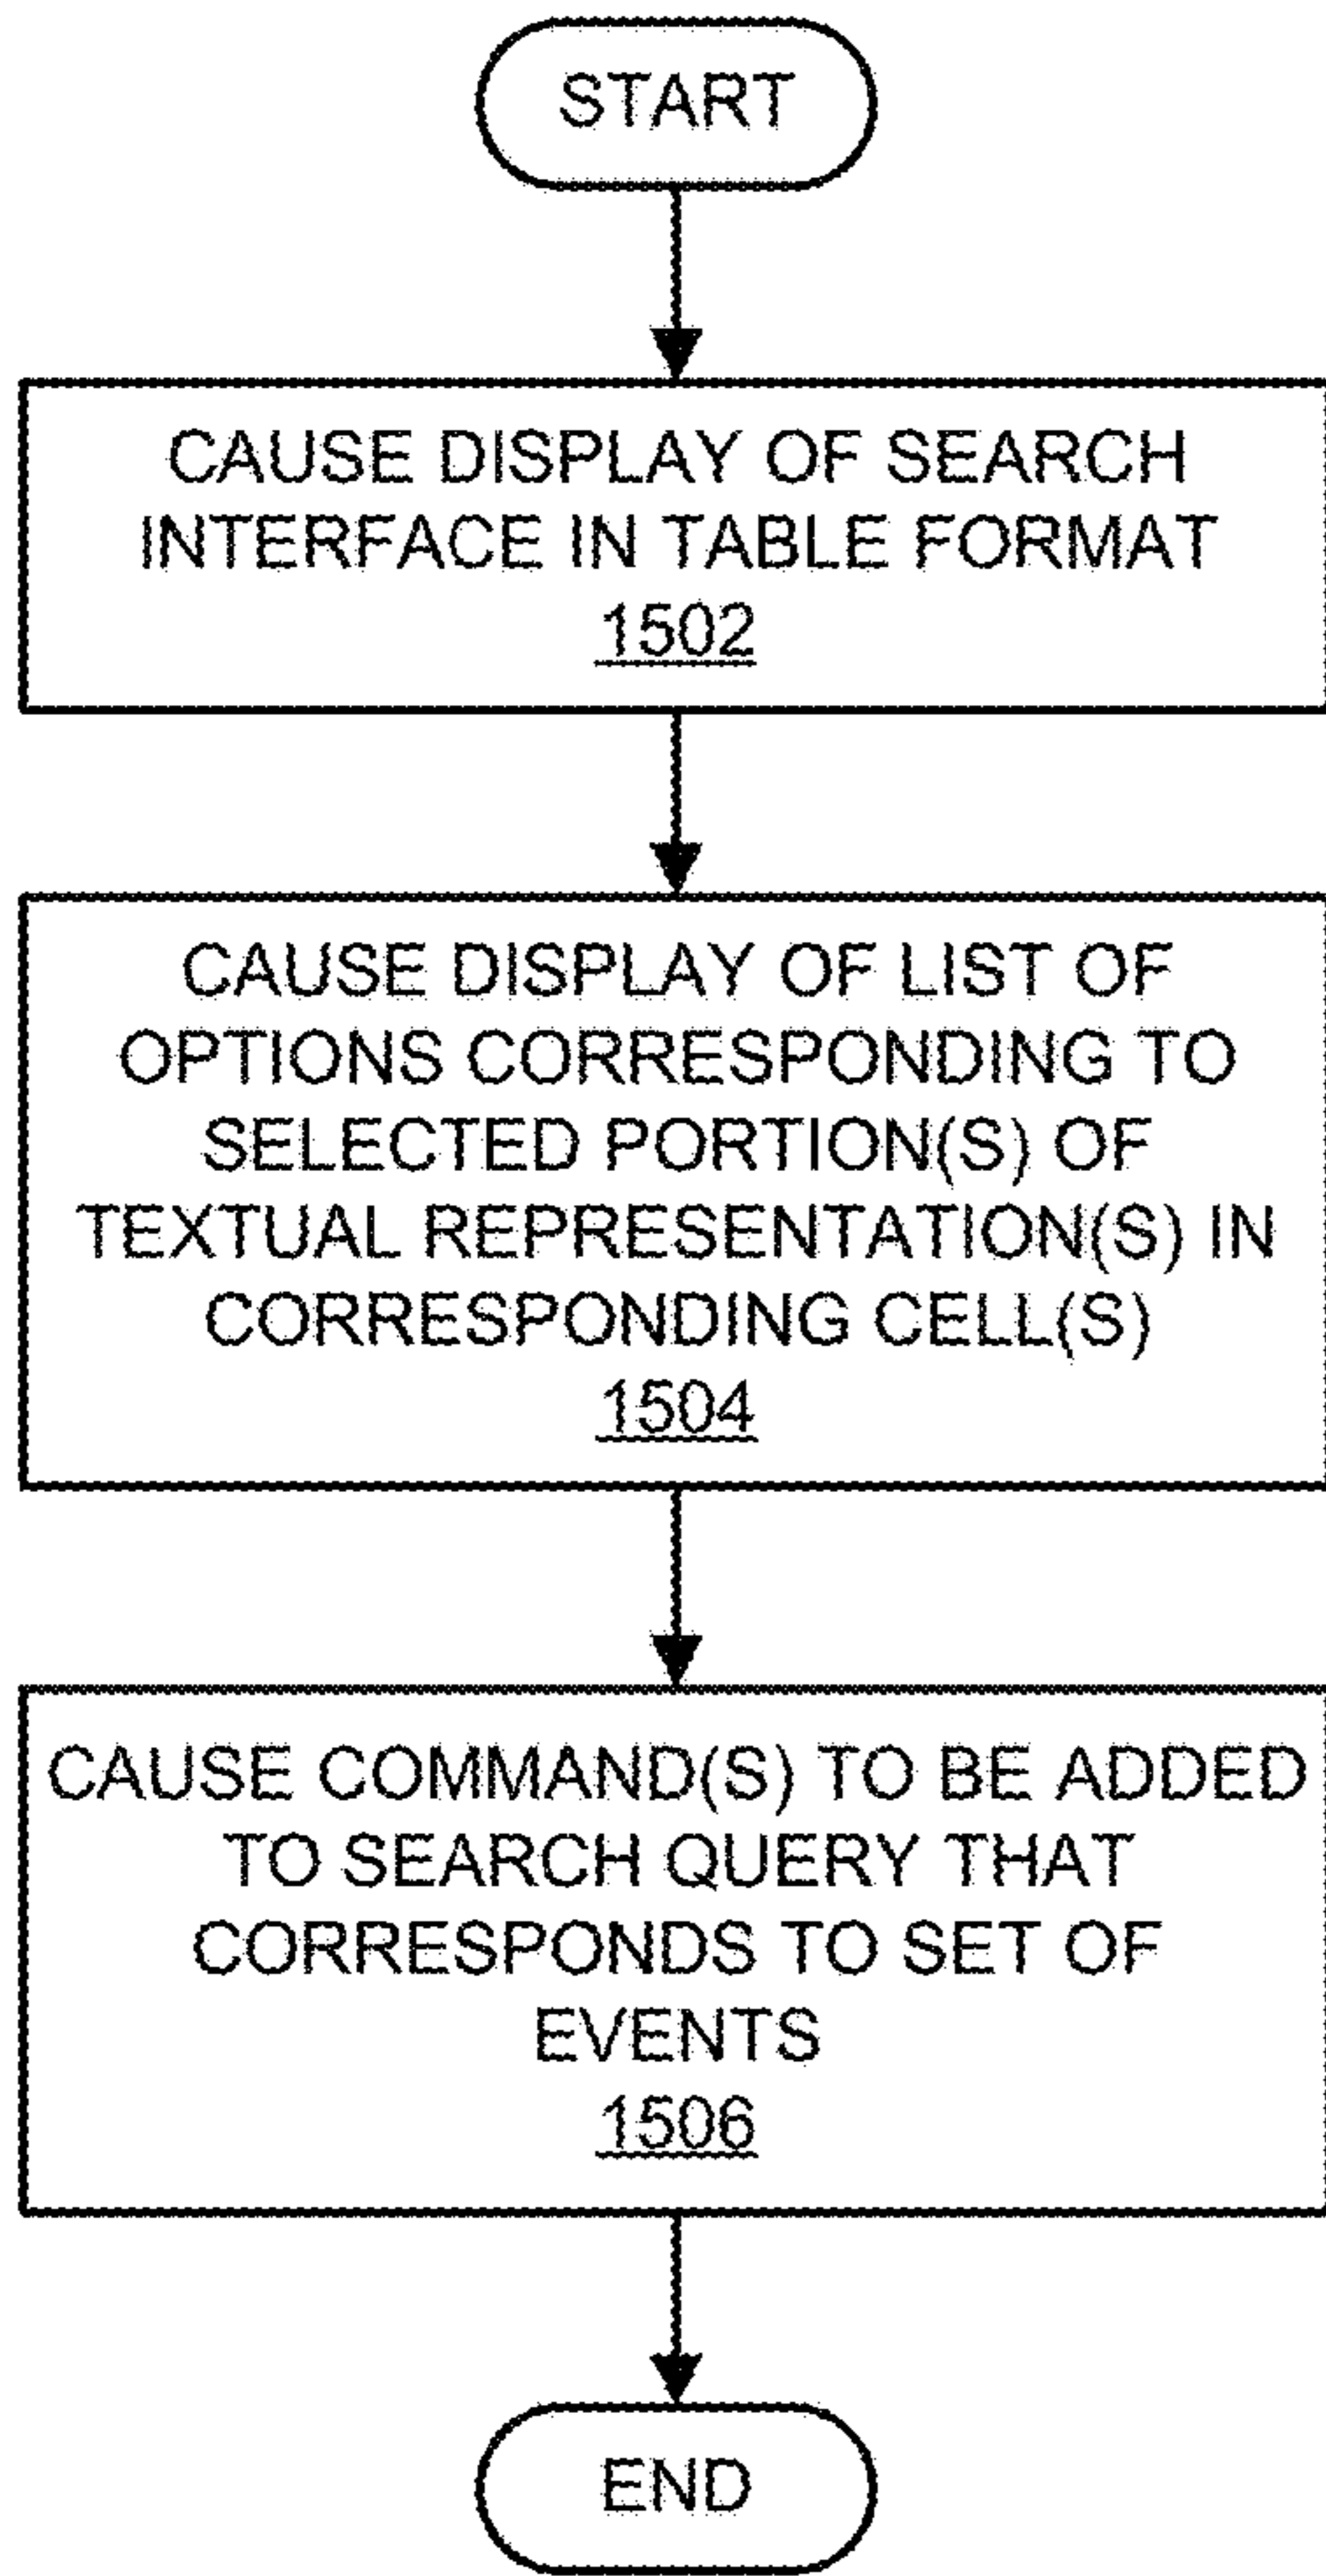 START
CAUSE DISPLAY OF SEARCH
INTERFACE IN TABLE FORMAT
1502
CAUSE DISPLAY OF LIST OF
OPTIONS CORRESPONDING TO
SELECTED PORTION(S) OF
TEXTUAL REPRESENTATION(S) IN
CORRESPONDING CELL(S)
1504
CAUSE COMMAND(S) TO BE ADDED
TO SEARCH QUERY THAT
CORRESPONDS TO SET OF
EVENTS
1506
END